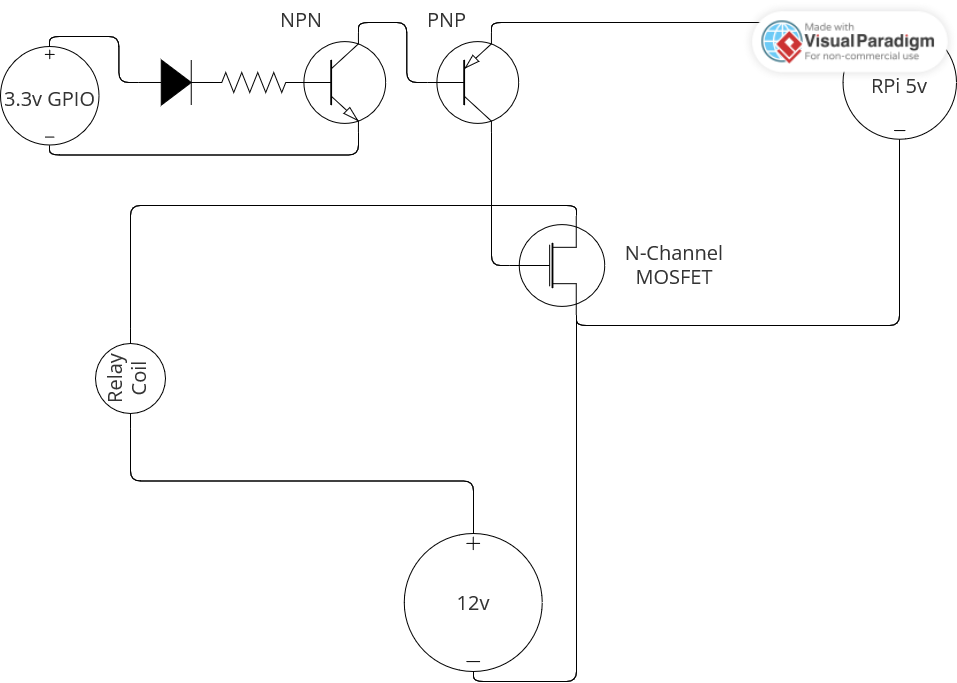 NPN
PNP
Made with
Visual Paradigm
For non-commercial use
+
3.3v GPIO
−
RPi 5v
−
N-Channel
MOSFET
Relay
Coil
+
12v
−